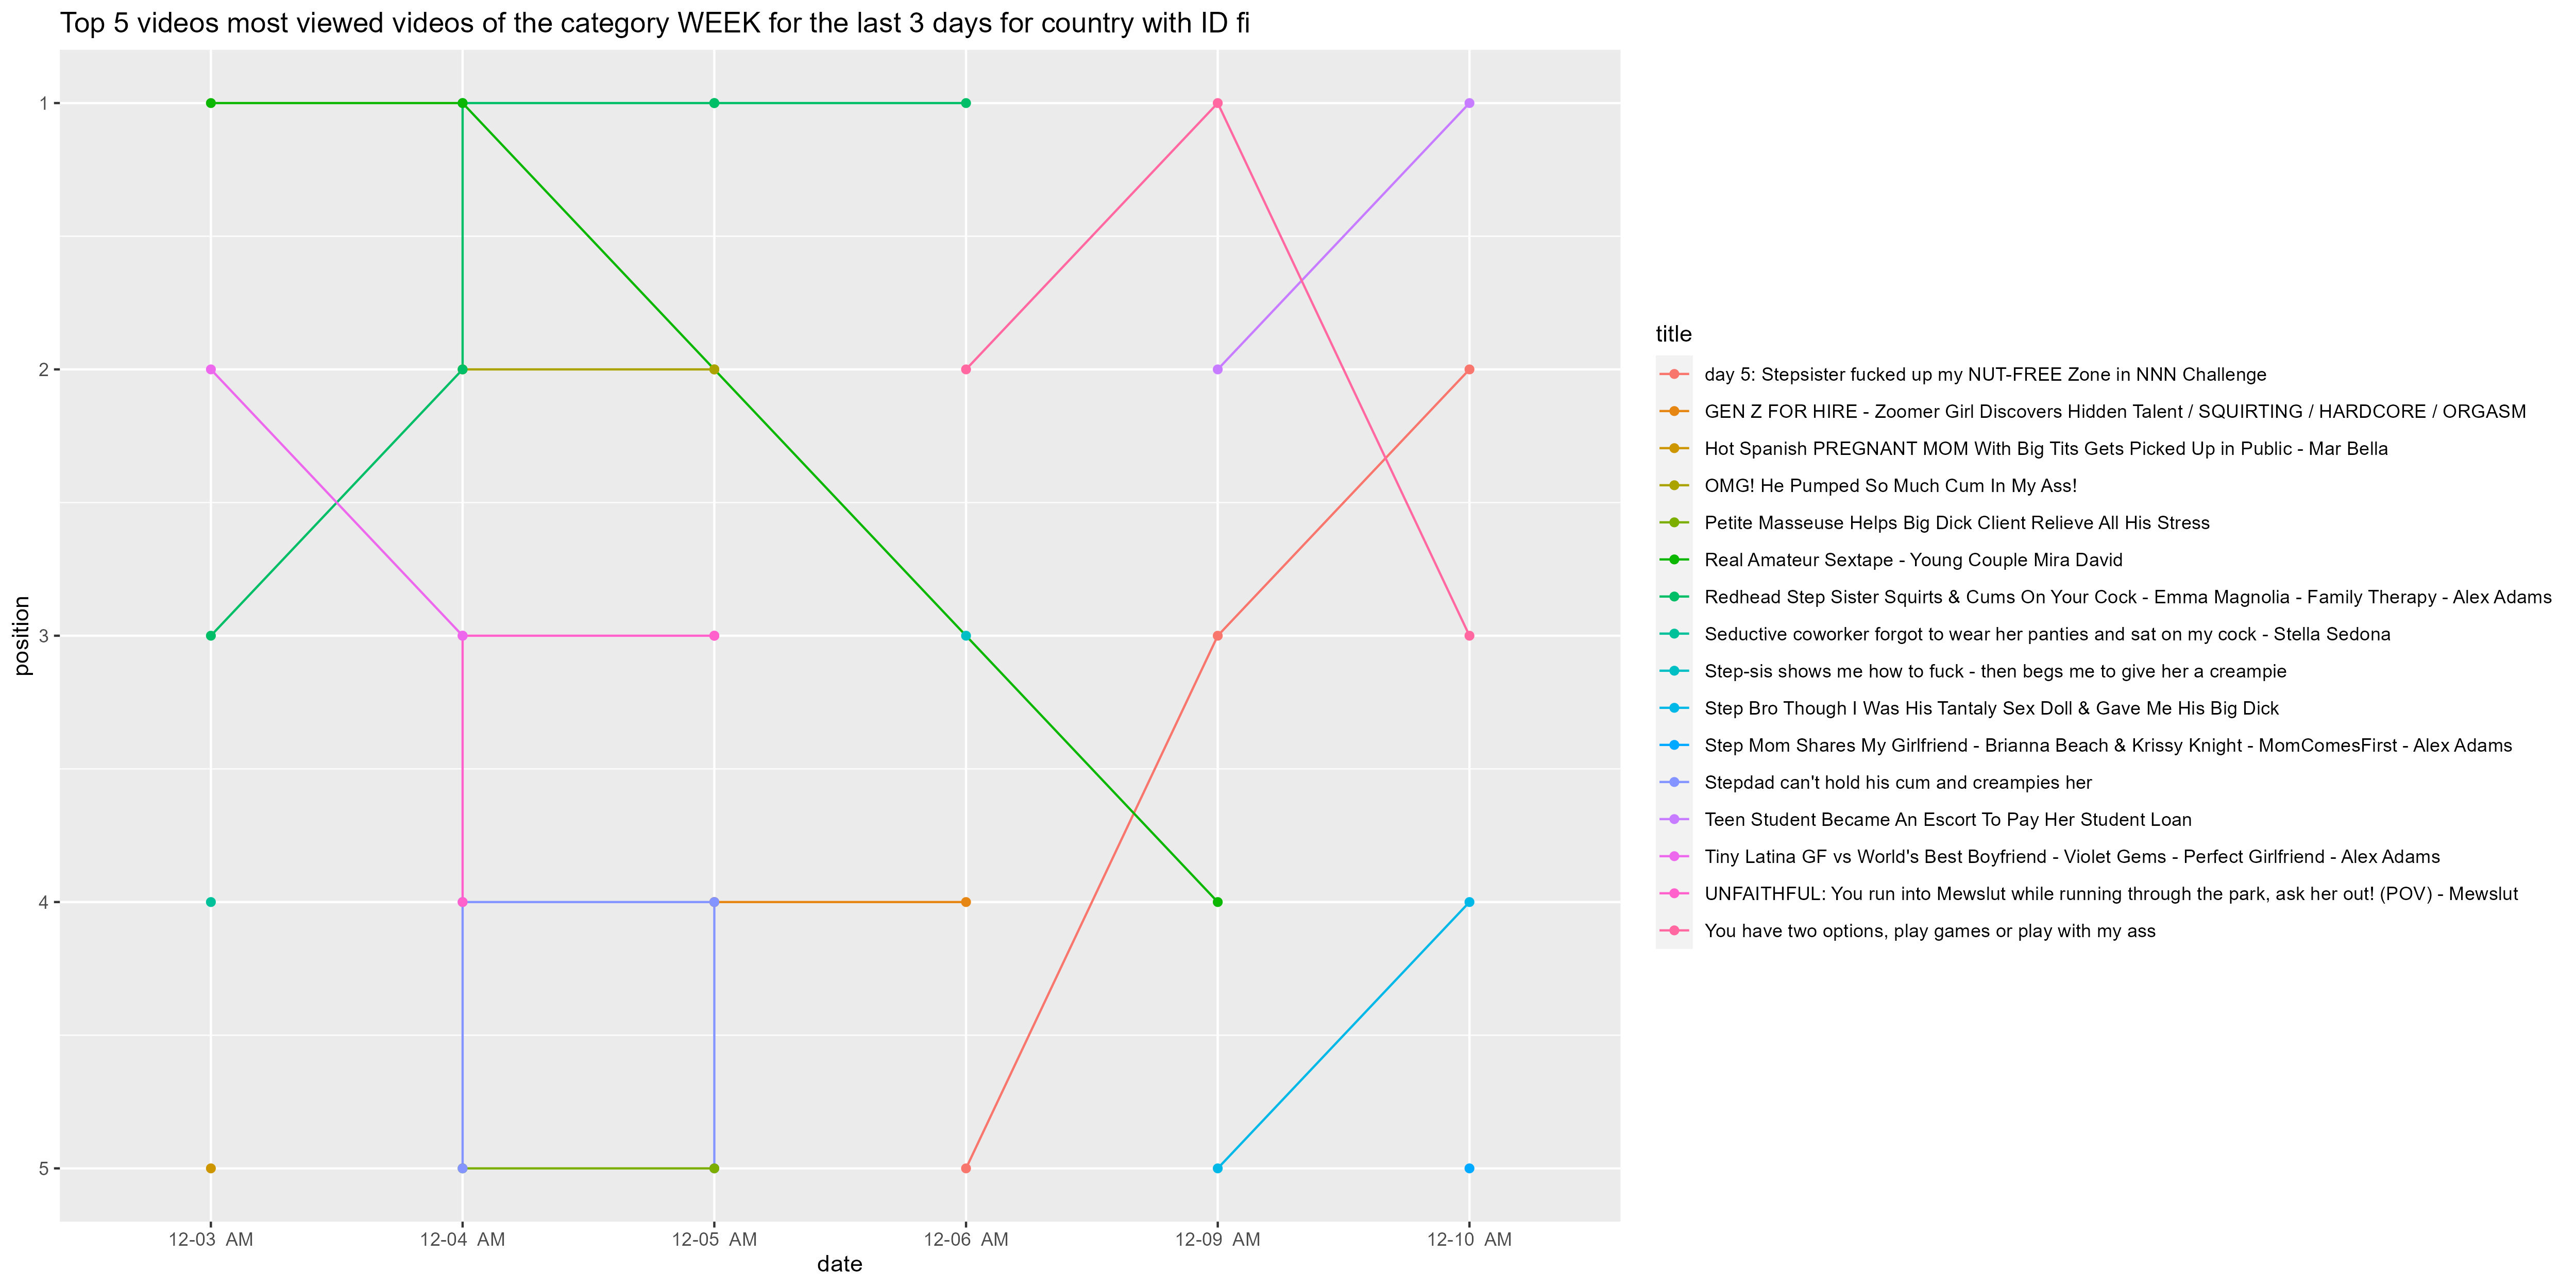 Top 5 videos most viewed videos of the category WEEK for the last 3 days for country with ID fi
position
1
2
3
4
5
12-03 AM
12-04 AM
12-05 AM
12-06 AM
12-09 AM
12-10 AM
date
title
day 5: Stepsister fucked up my NUT-FREE Zone in NNN Challenge
GEN Z FOR HIRE - Zoomer Girl Discovers Hidden Talent / SQUIRTING / HARDCORE / ORGASM
Hot Spanish PREGNANT MOM With Big Tits Gets Picked Up in Public - Mar Bella
OMG! He Pumped So Much Cum In My Ass!
Petite Masseuse Helps Big Dick Client Relieve All His Stress
Real Amateur Sextape - Young Couple Mira David
Redhead Step Sister Squirts & Cums On Your Cock - Emma Magnolia - Family Therapy - Alex Adams
Seductive coworker forgot to wear her panties and sat on my cock - Stella Sedona
Step-sis shows me how to fuck - then begs me to give her a creampie
Step Bro Though I Was His Tantaly Sex Doll & Gave Me His Big Dick
Step Mom Shares My Girlfriend - Brianna Beach & Krissy Knight - MomComesFirst - Alex Adams
Stepdad can't hold his cum and creampies her
Teen Student Became An Escort To Pay Her Student Loan
Tiny Latina GF vs World's Best Boyfriend - Violet Gems - Perfect Girlfriend - Alex Adams
UNFAITHFUL: You run into Mewslut while running through the park, ask her out! (POV) - Mewslut
You have two options, play games or play with my ass